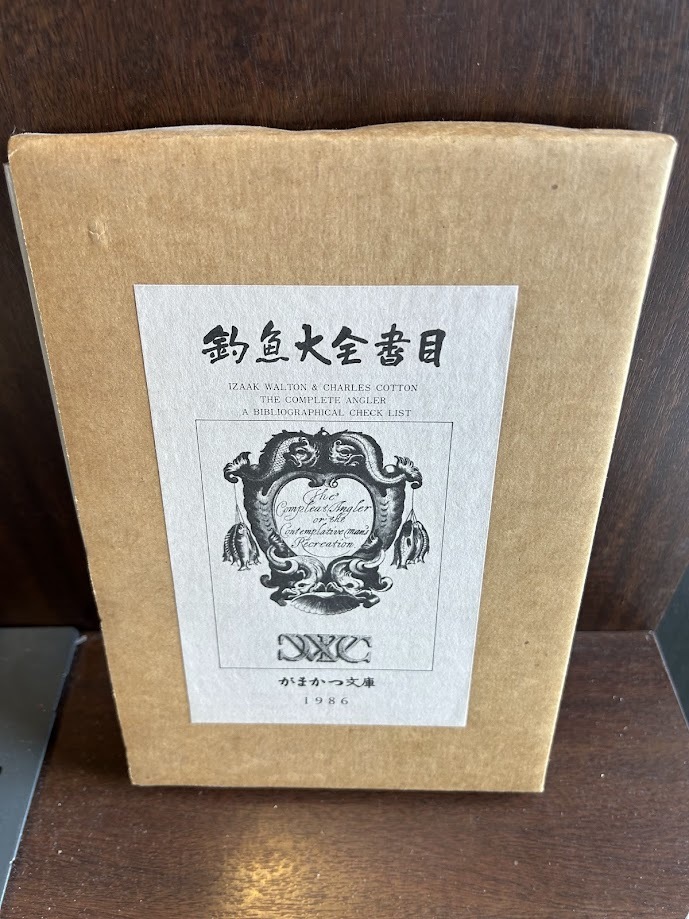 釣魚大全書目
IZAAK WALTON & CHARLES COTTON
THE COMPLETE ANGLER
A BIBLIOGRAPHICAL CHECK LIST
The
Compleat Angler
or the
Contemplative man's
Recreation
がまかつ文庫
1986